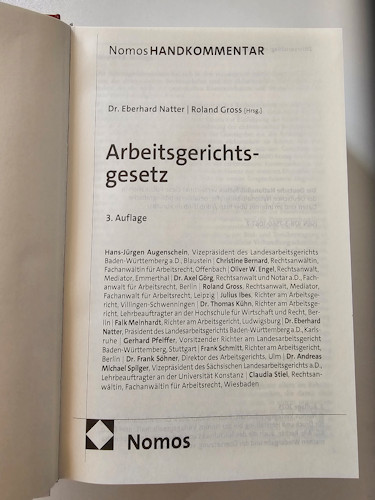 NomosHANDKOMMENTAR
Dr. Eberhard Natter | Roland Gross (Hrsg.)
Arbeitsgerichts-
gesetz
3. Auflage
Hans-Jürgen Augenschein, Vizepräsident des Landesarbeitsgerichts
Baden-Württemberg a.D., Blaustein | Christine Bernard, Rechtsanwältin,
Fachanwältin für Arbeitsrecht, Offenbach | Oliver W. Engel, Rechtsanwalt,
Mediator, Emmerthal | Dr. Axel Görg, Rechtsanwalt und Notar a.D., Fach-
anwalt für Arbeitsrecht, Berlin | Roland Gross, Rechtsanwalt, Mediator,
Fachanwalt für Arbeitsrecht, Leipzig | Julius Ibes, Richter am Arbeitsge-
richt, Villingen-Schwenningen | Dr. Thomas Kühn, Richter am Arbeitsge-
richt, Lehrbeauftragter an der Hochschule für Wirtschaft und Recht, Ber-
lin | Falk Meinhardt, Richter am Arbeitsgericht, Ludwigsburg | Dr. Eberhard
Natter, Präsident des Landesarbeitsgerichts Baden-Württemberg a.D., Karls-
ruhe | Gerhard Pfeiffer, Vorsitzender Richter am Landesarbeitsgericht
Baden-Württemberg, Stuttgart | Frank Schmitt, Richter am Arbeitsgericht,
Berlin | Dr. Frank Söhner, Direktor des Arbeitsgerichts, Ulm | Dr. Andreas
Michael Spilger, Vizepräsident des Sächsischen Landesarbeitsgerichts a.D.,
Lehrbeauftragter an der Universität Konstanz | Claudia Stiel, Rechtsan-
wältin, Fachanwältin für Arbeitsrecht, Wiesbaden
Nomos